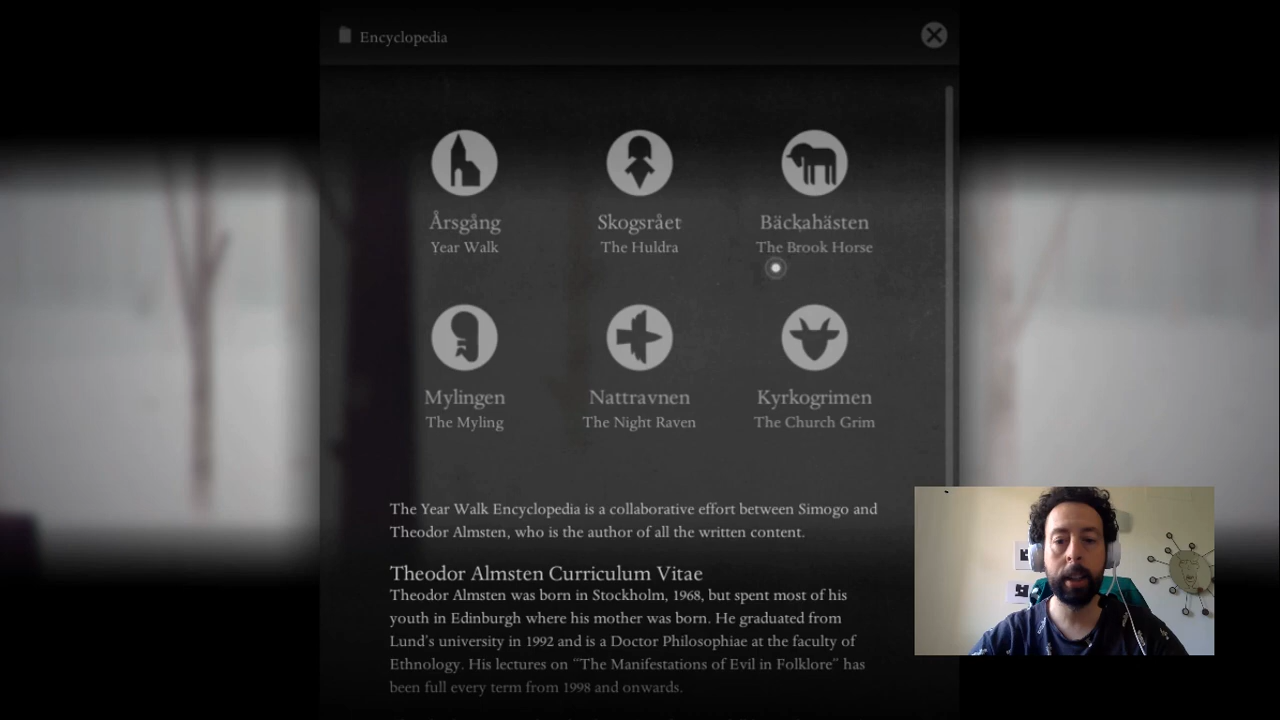 Encyclopedia
Årsgång
Year Walk
Skogsrået
The Huldra
Bäckahästen
The Brook Horse
Mylingen
The Myling
Nattravnen
The Night Raven
Kyrkogrimen
The Church Grim
The Year Walk Encyclopedia is a collaborative effort between Simogo and
Theodor Almsten, who is the author of all the written content.
Theodor Almsten Curriculum Vitae
Theodor Almsten was born in Stockholm, 1968, but spent most of his
youth in Edinburgh where his mother was born. He graduated from
Lund's university in 1992 and is a Doctor Philosophiae at the faculty of
Ethnology. His lectures on "The Manifestations of Evil in Folklore" has
been full every term from 1998 and onwards.